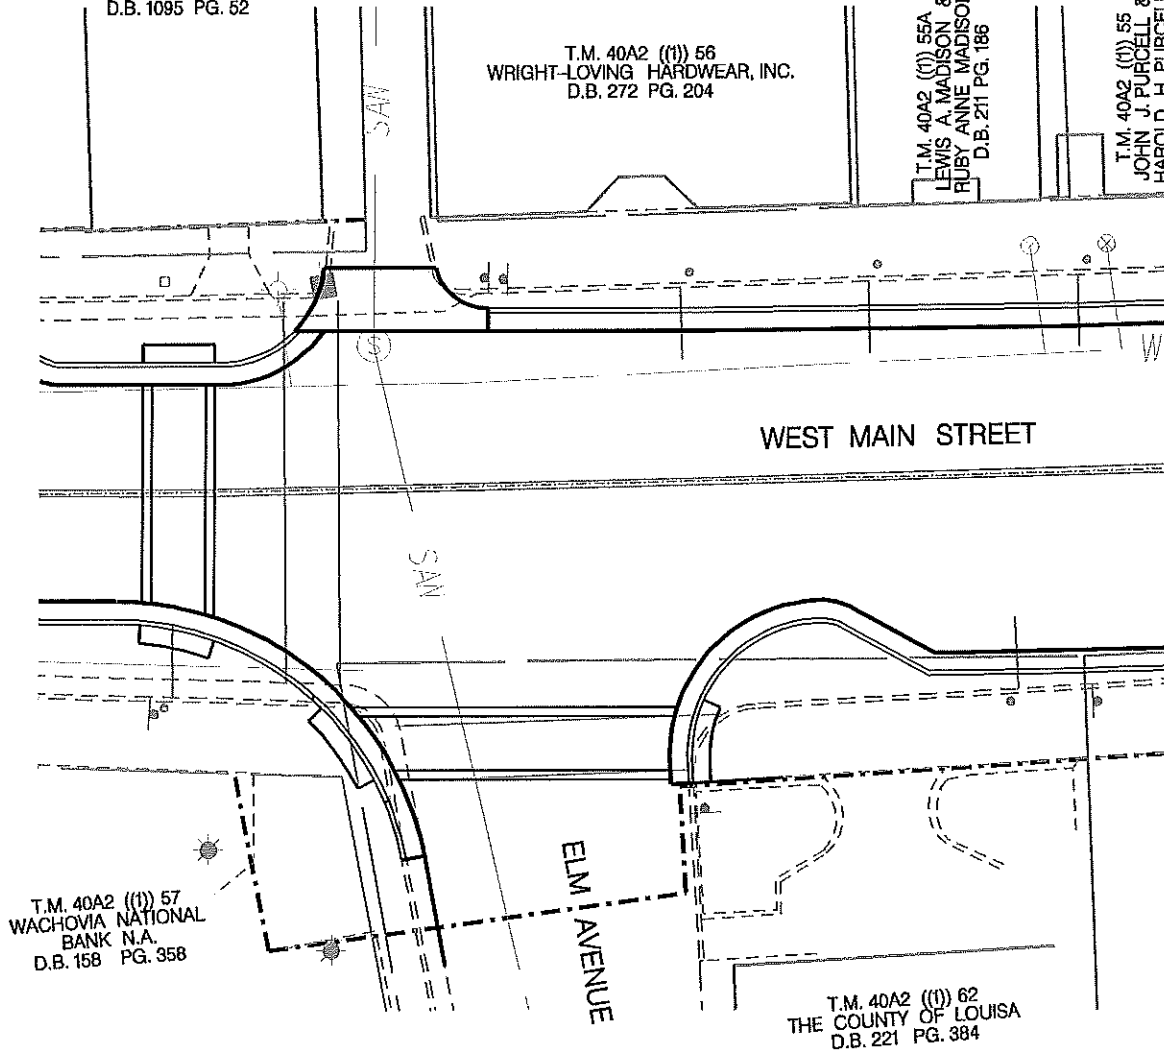 D.B. 1095 PG. 52
T.M. 40A2 ((1)) 56
WRIGHT-LOVING HARDWEAR, INC.
D.B. 272 PG. 204
T.M. 40A2 ((1)) 55A
LEWIS A. MADISON &
RUBY ANNE MADISON
D.B. 211 PG. 186
T.M. 40A2 ((1)) 55
JOHN J. PURCELL &
HAROLD H. PURCELL
SAN
S
W
WEST MAIN STREET
SAN
ELM AVENUE
T.M. 40A2 ((1)) 57
WACHOVIA NATIONAL
BANK N.A.
D.B. 158 PG. 358
T.M. 40A2 ((1)) 62
THE COUNTY OF LOUISA
D.B. 221 PG. 384